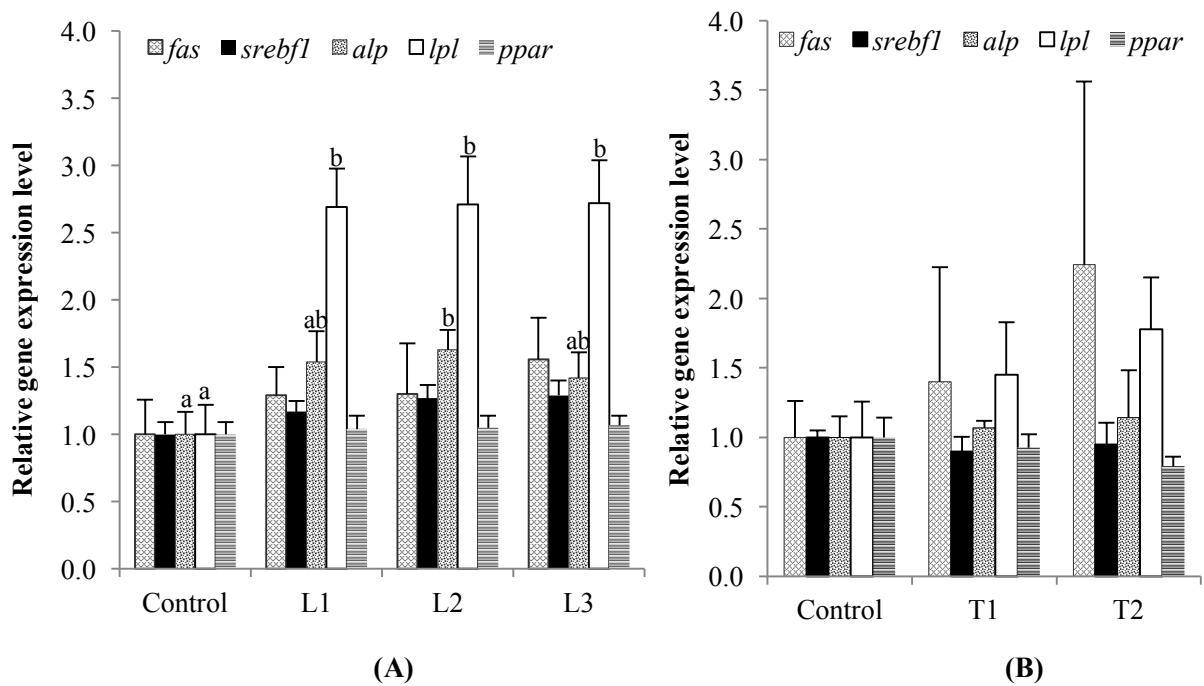 4.0
fas srebf1 alp lpl ppar
3.5
3.0
2.5
2.0
1.5
1.0
0.5
0.0
Relative gene expression level
a a
ab b
b b
ab b
Control L1 L2 L3
(A)
4.0
fas srebf1 alp lpl ppar
3.5
3.0
2.5
2.0
1.5
1.0
0.5
0.0
Relative gene expression level
Control T1 T2
(B)